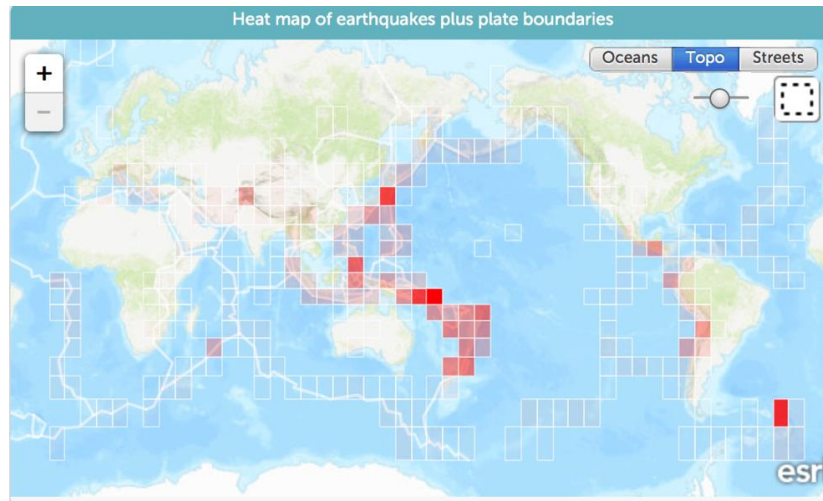 Heat map of earthquakes plus plate boundaries
+
Oceans Topo Streets
−
esri